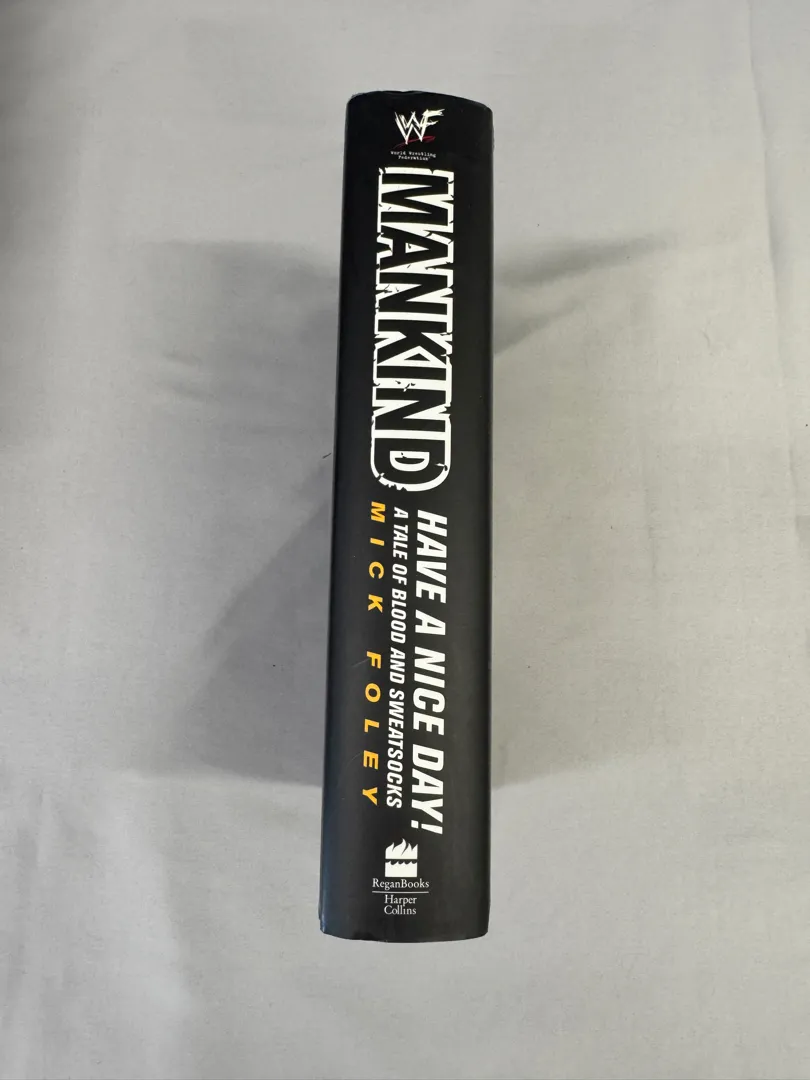 WF
World Wrestling
Federation
MANKIND
HAVE A NICE DAY!
A TALE OF BLOOD AND SWEATSOCKS
MICK FOLEY
ReganBooks
Harper
Collins